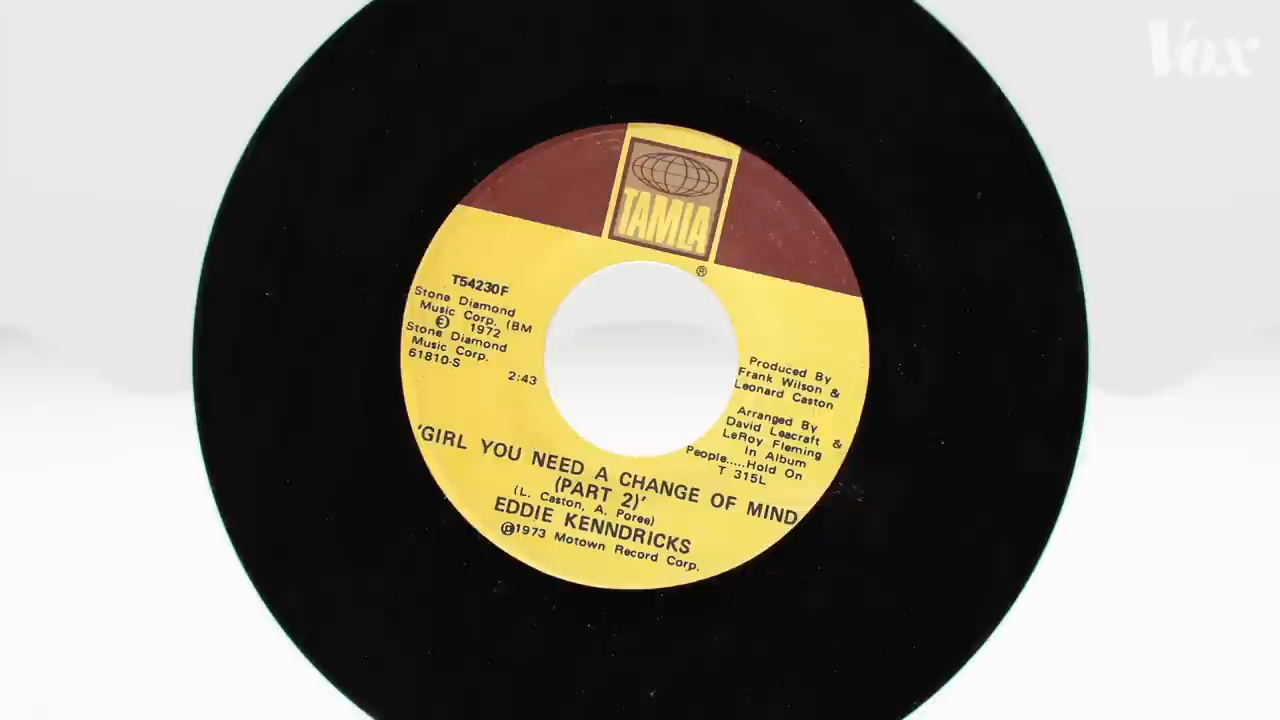 Vox
TAMLA
®
T54230F
Stone Diamond
Music Corp. (BM
© 1972
Stone Diamond
Music Corp.
61810-S
2:43
Produced By
Frank Wilson &
Leonard Caston
Arranged By
David Leacraft &
LeRoy Fleming
In Album
People.....Hold On
T 315L
'GIRL YOU NEED A CHANGE OF MIND
(PART 2)'
(L. Caston, A. Poree)
EDDIE KENNDRICKS
℗1973 Motown Record Corp.